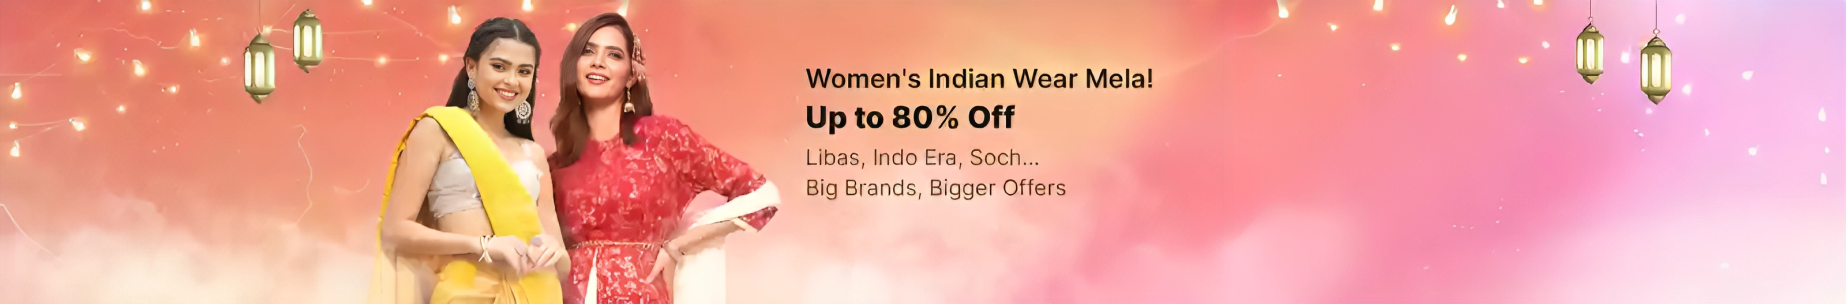 Women's Indian Wear Mela!
Up to 80% Off
Libas, Indo Era, Soch...
Big Brands, Bigger Offers